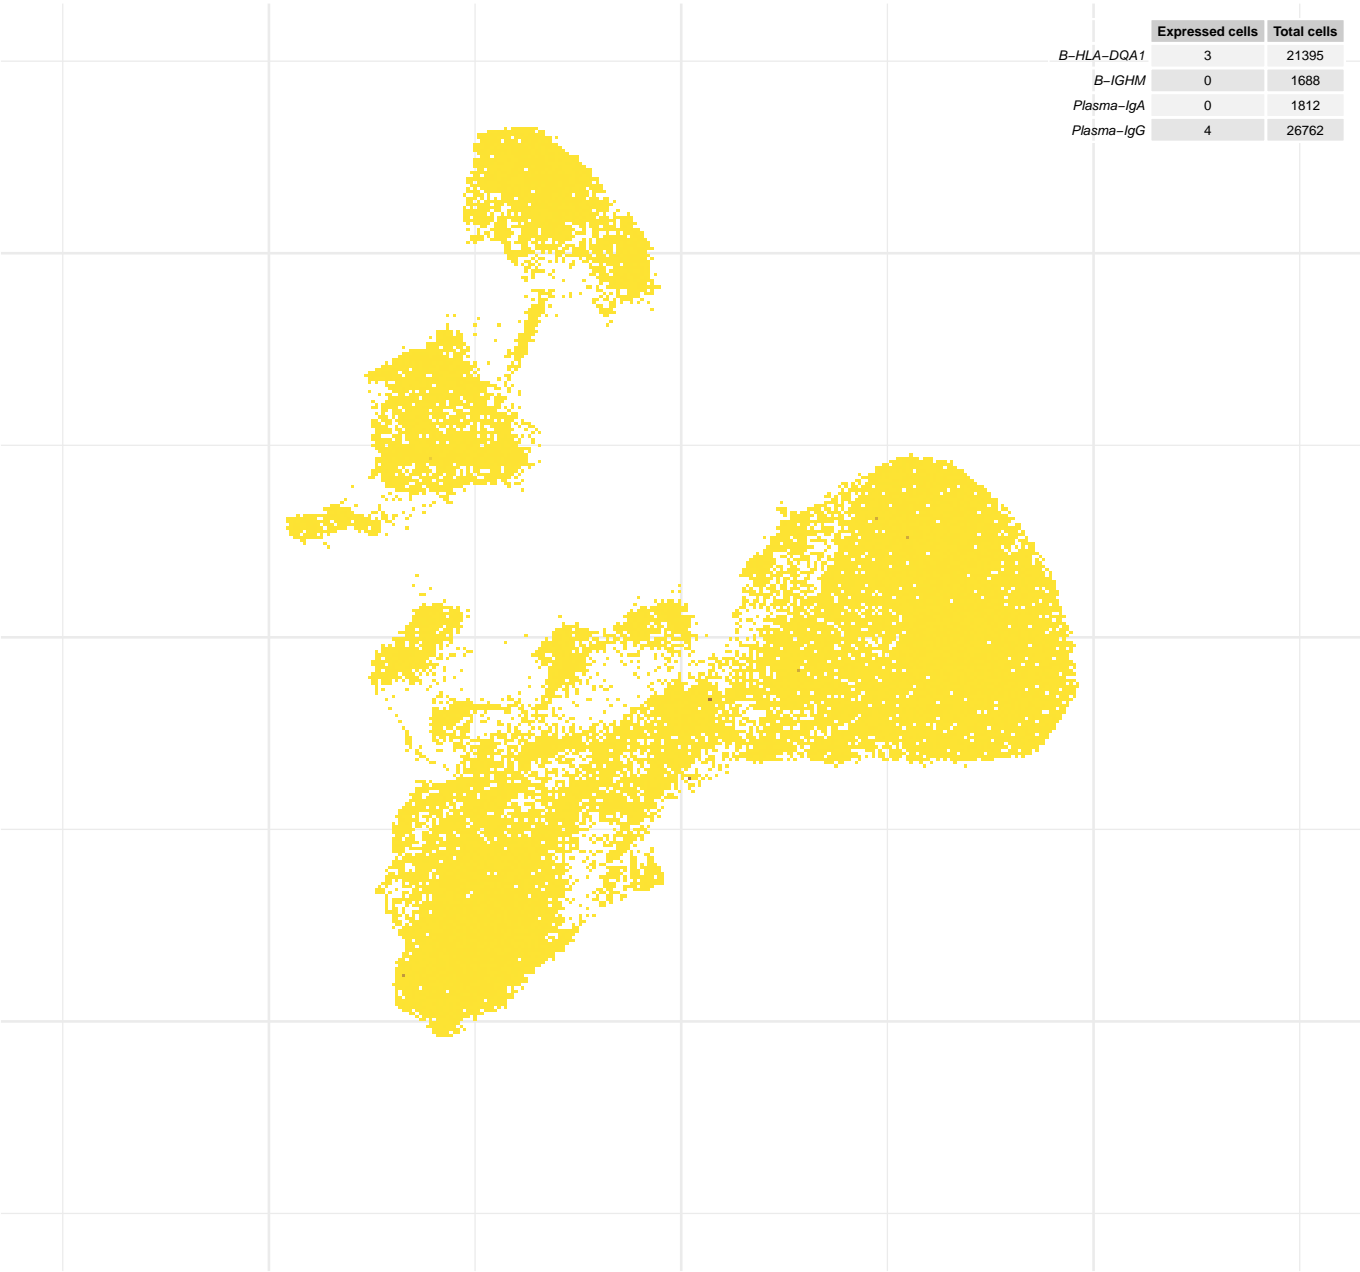 Expressed cells Total cells
B−HLA−DQA1 3 21395
B−IGHM 0 1688
Plasma−IgA 0 1812
Plasma−IgG 4 26762